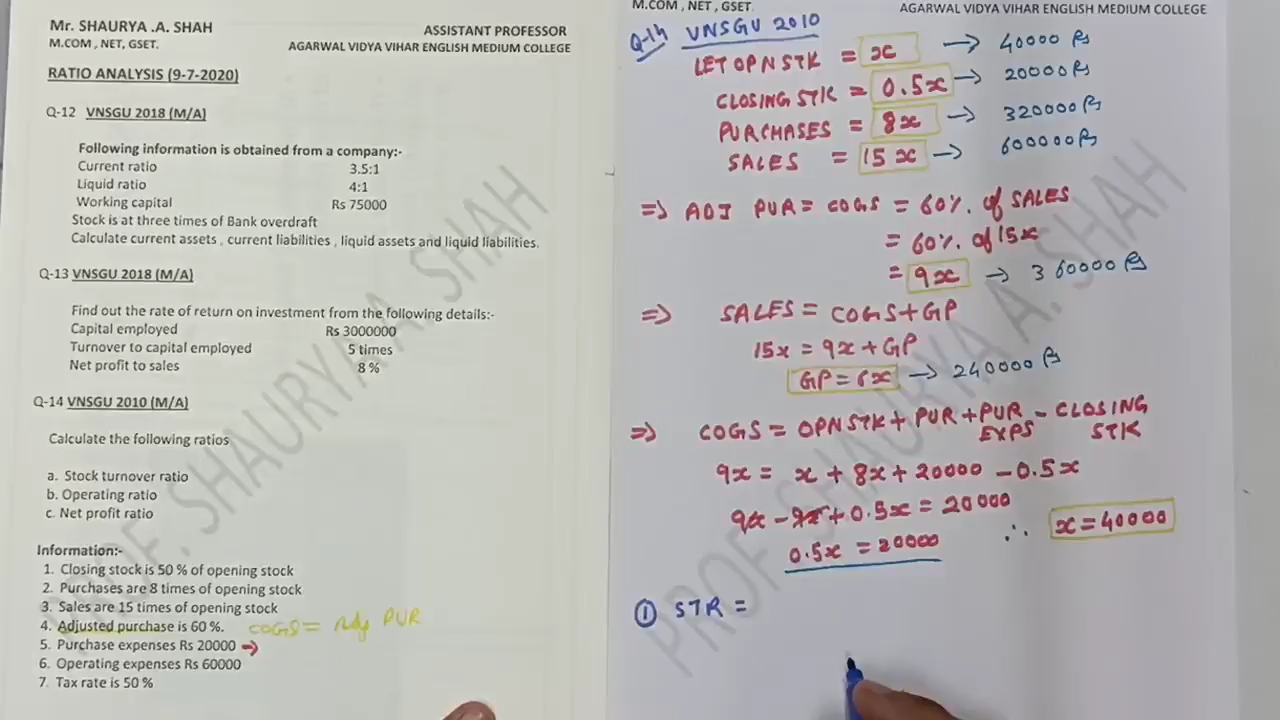 Mr. SHAURYA .A. SHAH
M.COM , NET, GSET.
ASSISTANT PROFESSOR
AGARWAL VIDYA VIHAR ENGLISH MEDIUM COLLEGE
RATIO ANALYSIS (9-7-2020)
Q-12 VNSGU 2018 (M/A)
Following information is obtained from a company:-
Current ratio 3.5:1
Liquid ratio 4:1
Working capital Rs 75000
Stock is at three times of Bank overdraft
Calculate current assets , current liabilities , liquid assets and liquid liabilities.
Q-13 VNSGU 2018 (M/A)
Find out the rate of return on investment from the following details:-
Capital employed Rs 3000000
Turnover to capital employed 5 times
Net profit to sales 8 %
Q-14 VNSGU 2010 (M/A)
Calculate the following ratios
a. Stock turnover ratio
b. Operating ratio
c. Net profit ratio
Information:-
1. Closing stock is 50 % of opening stock
2. Purchases are 8 times of opening stock
3. Sales are 15 times of opening stock
4. Adjusted purchase is 60 %. COGS = Adj PUR
5. Purchase expenses Rs 20000 →
6. Operating expenses Rs 60000
7. Tax rate is 50 %
PROF. SHAURYA A. SHAH
M.COM , NET , GSET.
AGARWAL VIDYA VIHAR ENGLISH MEDIUM COLLEGE
Q-14 VNSGU 2010
LET OPN STK = x → 40000 Rs
CLOSING STK = 0.5x → 20000 Rs
PURCHASES = 8x → 320000 Rs
SALES = 15x → 600000 Rs
⇒ ADJ PUR = COGS = 60% of SALES
= 60% of 15x
= 9x → 360000 Rs
⇒ SALES = COGS + GP
15x = 9x + GP
GP = 6x → 240000 Rs
⇒ COGS = OPN STK + PUR + PUR EXPS - CLOSING STK
9x = x + 8x + 20000 - 0.5x
9x - 9x + 0.5x = 20000
0.5x = 20000 ∴ x = 40000
① STR =
PROF. SHAURYA A. SHAH